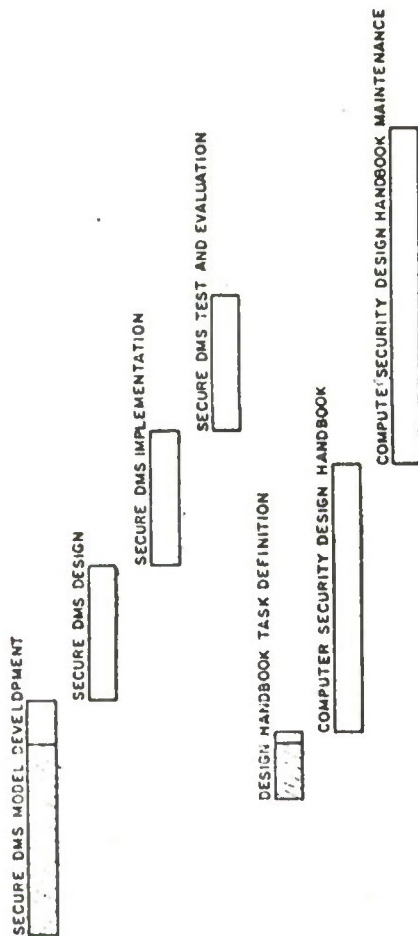 SECURE DMS MODEL DEVELOPMENT
SECURE DMS DESIGN
SECURE DMS IMPLEMENTATION
SECURE DMS TEST AND EVALUATION
DESIGN HANDBOOK TASK DEFINITION
COMPUTER SECURITY DESIGN HANDBOOK
COMPUTER SECURITY DESIGN HANDBOOK MAINTENANCE